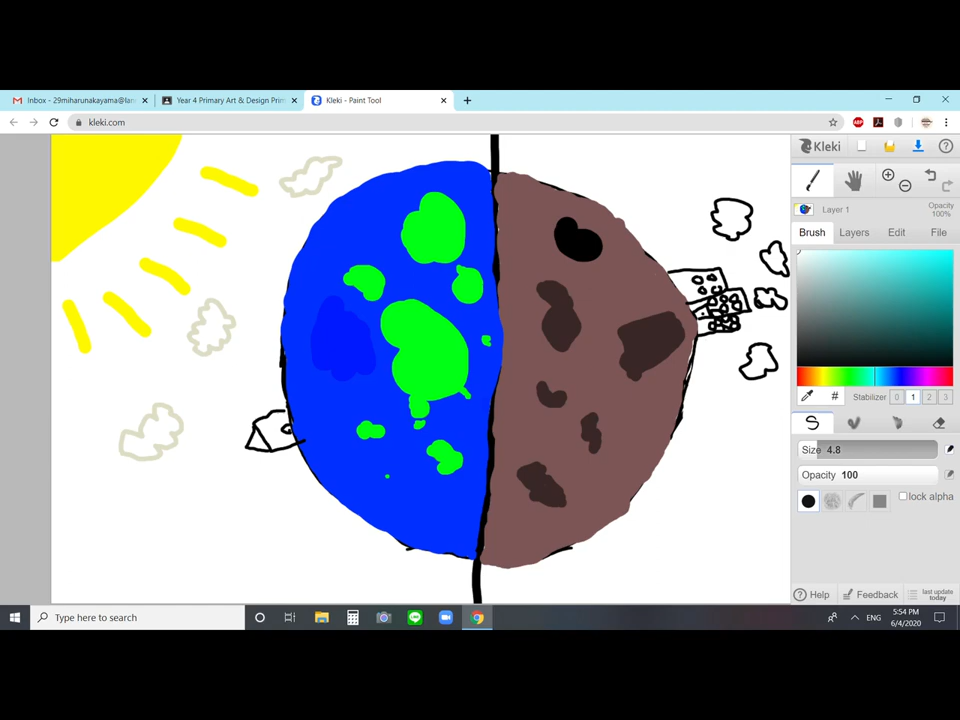 Inbox - 29miharunakayama@lan
Year 4 Primary Art & Design Prim
Kleki - Paint Tool
kleki.com
ABP
Kleki
Layer 1
Opacity
100%
Brush Layers Edit File
# Stabilizer 0 1 2 3
Size 4.8
Opacity 100
lock alpha
Help Feedback last update
today
Type here to search
ENG
5:54 PM
6/4/2020